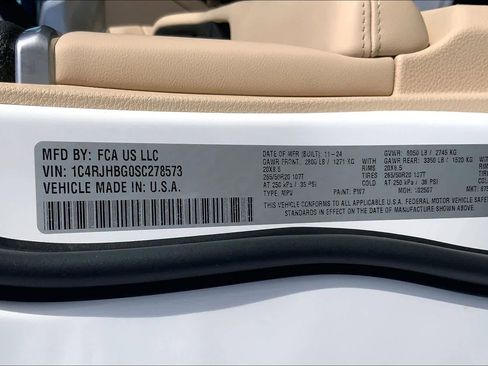 MFD BY: FCA US LLC
VIN: 1C4RJHBG0SC278573
VEHICLE MADE IN U.S.A.
DATE OF MFR (BUILT): 11-24
GAWR FRONT: 2800 LB / 1271 KG
20X8.5 RIMS
265/50R20 107T TIRES
AT 250 kPa / 36 PSI
TYPE: MPV
PAINT: PW7
GVWR: 6050 LB / 2745 KG
GAWR REAR: 3350 LB / 1520 KG
20X8.5
265/50R20 107T
AT 250 kPa / 36 PSI
MDH: 102507
MKT:
THIS VEHICLE CONFORMS TO ALL APPLICABLE U.S.A. FEDERAL MOTOR VEHICLE SAFETY
STANDARDS IN EFFECT ON THE DATE OF MANUFACTURE SHOWN ABOVE.